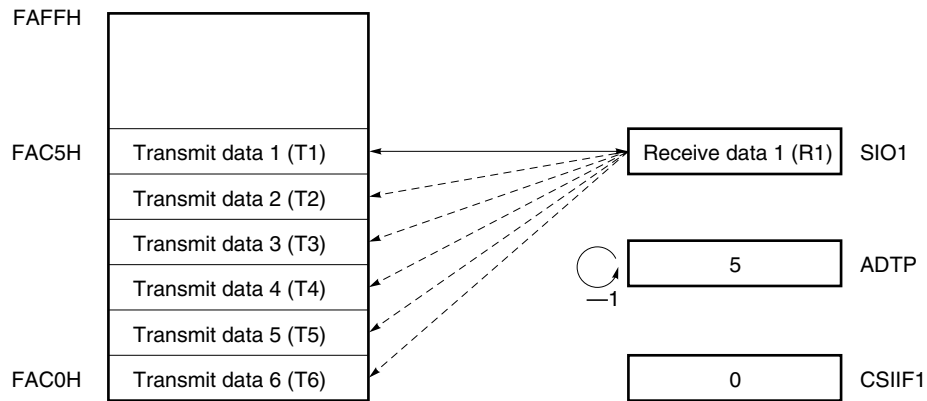 FAFFH
FAC5H Transmit data 1 (T1) Receive data 1 (R1) SIO1
Transmit data 2 (T2)
Transmit data 3 (T3) 5 ADTP
Transmit data 4 (T4) —1
Transmit data 5 (T5)
FAC0H Transmit data 6 (T6) 0 CSIIF1